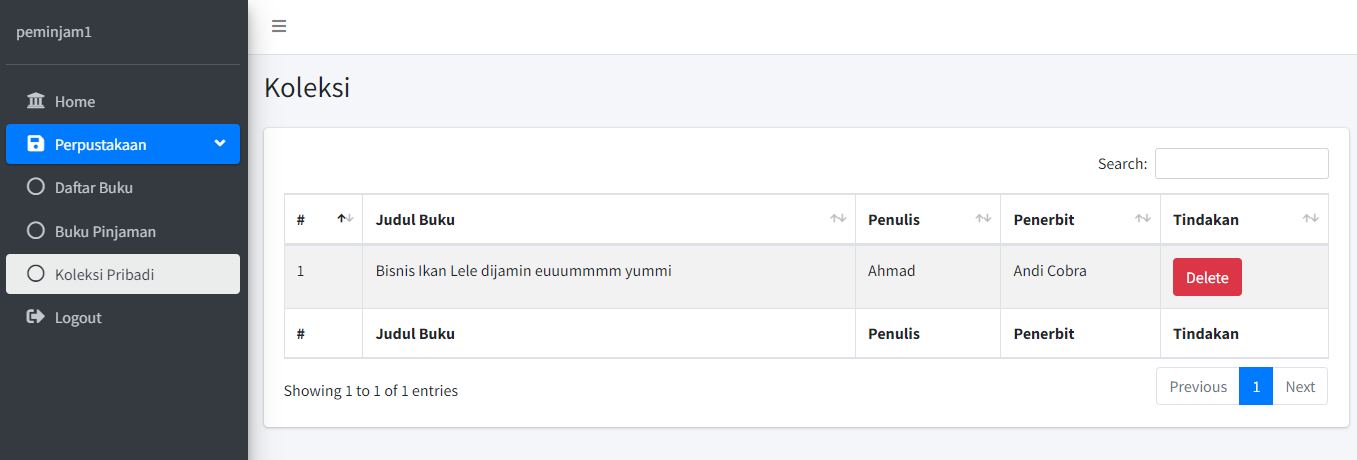 peminjam1
Home
Perpustakaan
Daftar Buku
Buku Pinjaman
Koleksi Pribadi
Logout
Koleksi
Search:
# Judul Buku Penulis Penerbit Tindakan
1 Bisnis Ikan Lele dijamin euuummmm yummi Ahmad Andi Cobra Delete
# Judul Buku Penulis Penerbit Tindakan
Showing 1 to 1 of 1 entries Previous 1 Next